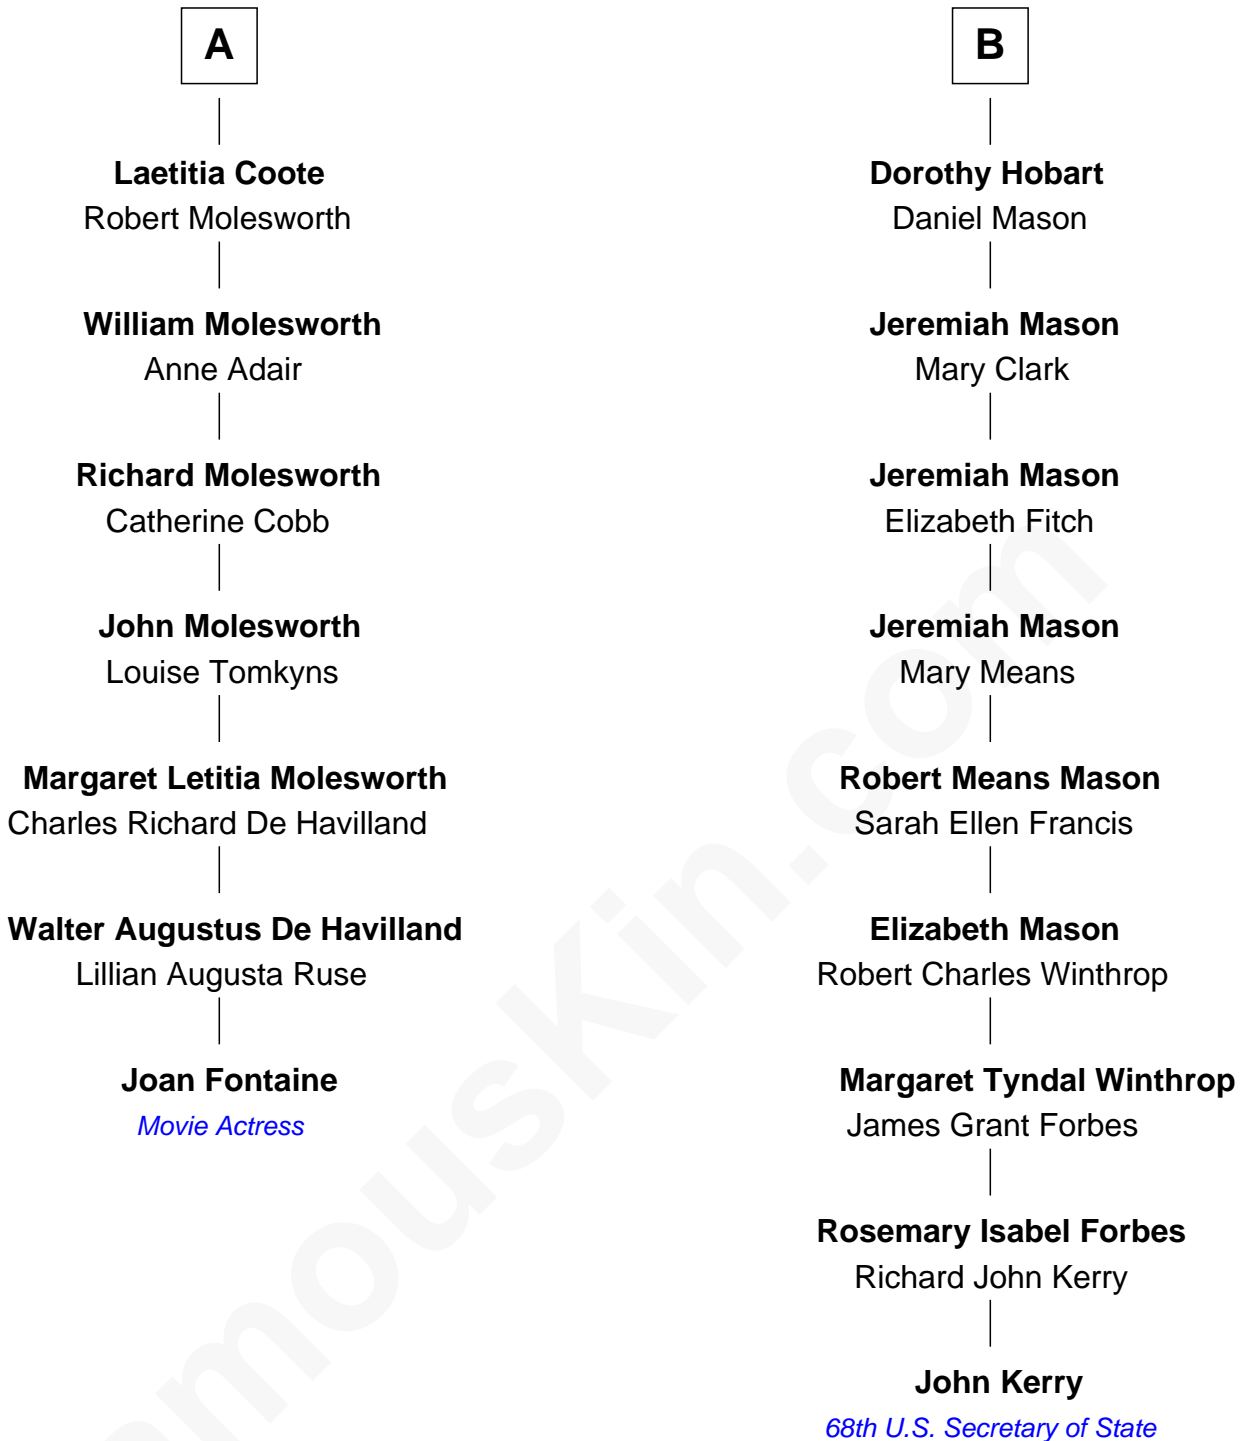 A
Laetitia Coote
Robert Molesworth
William Molesworth
Anne Adair
Richard Molesworth
Catherine Cobb
John Molesworth
Louise Tomkyns
Margaret Letitia Molesworth
Charles Richard De Havilland
Walter Augustus De Havilland
Lillian Augusta Ruse
Joan Fontaine
Movie Actress
B
Dorothy Hobart
Daniel Mason
Jeremiah Mason
Mary Clark
Jeremiah Mason
Elizabeth Fitch
Jeremiah Mason
Mary Means
Robert Means Mason
Sarah Ellen Francis
Elizabeth Mason
Robert Charles Winthrop
Margaret Tyndal Winthrop
James Grant Forbes
Rosemary Isabel Forbes
Richard John Kerry
John Kerry
68th U.S. Secretary of State
amouskin.com